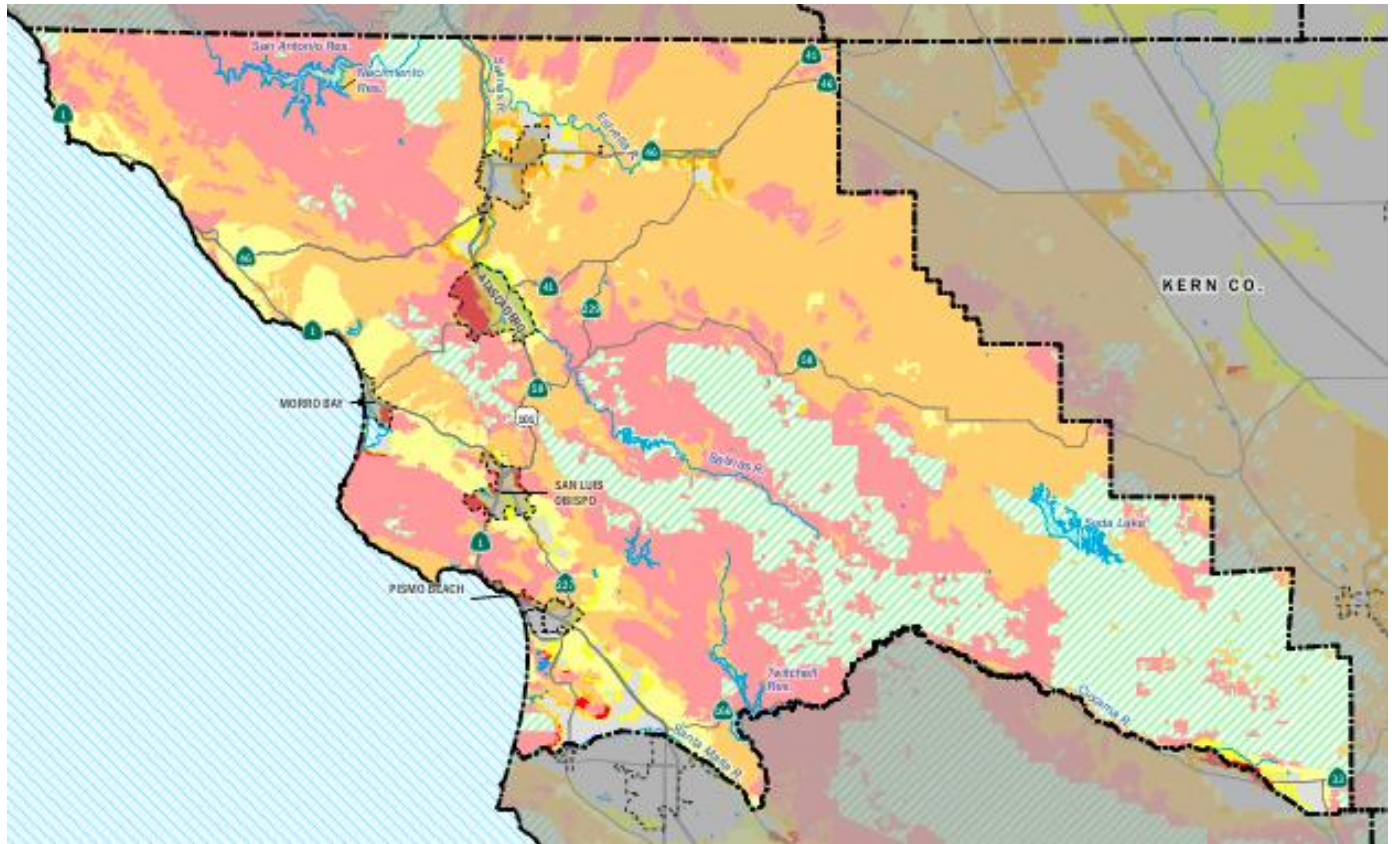 San Antonio Res.
Nacimiento
Res.
Salinas R.
Estrella R.
41
46
1
46
46
ATASCADERO
41
229
KERN CO.
1
58
58
MORRO BAY
101
Salinas R.
SAN LUIS
OBISPO
Soda Lake
1
227
PISMO BEACH
Twitchell
Res.
166
Cuyama R.
Santa Maria R.
33